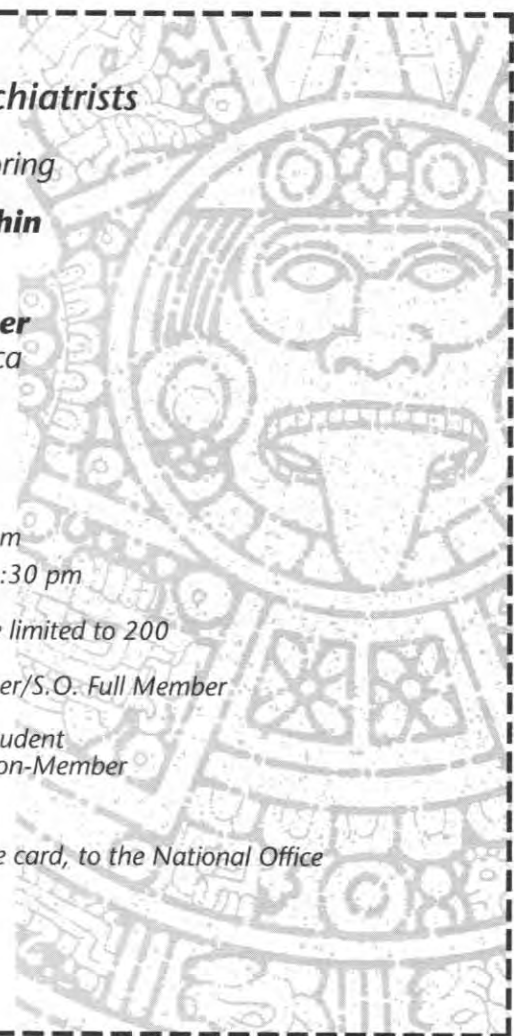 chiatrists
oring
hin
er
ca
m
:30 pm
e limited to 200
er/S.O. Full Member
tudent
on-Member
e card, to the National Office